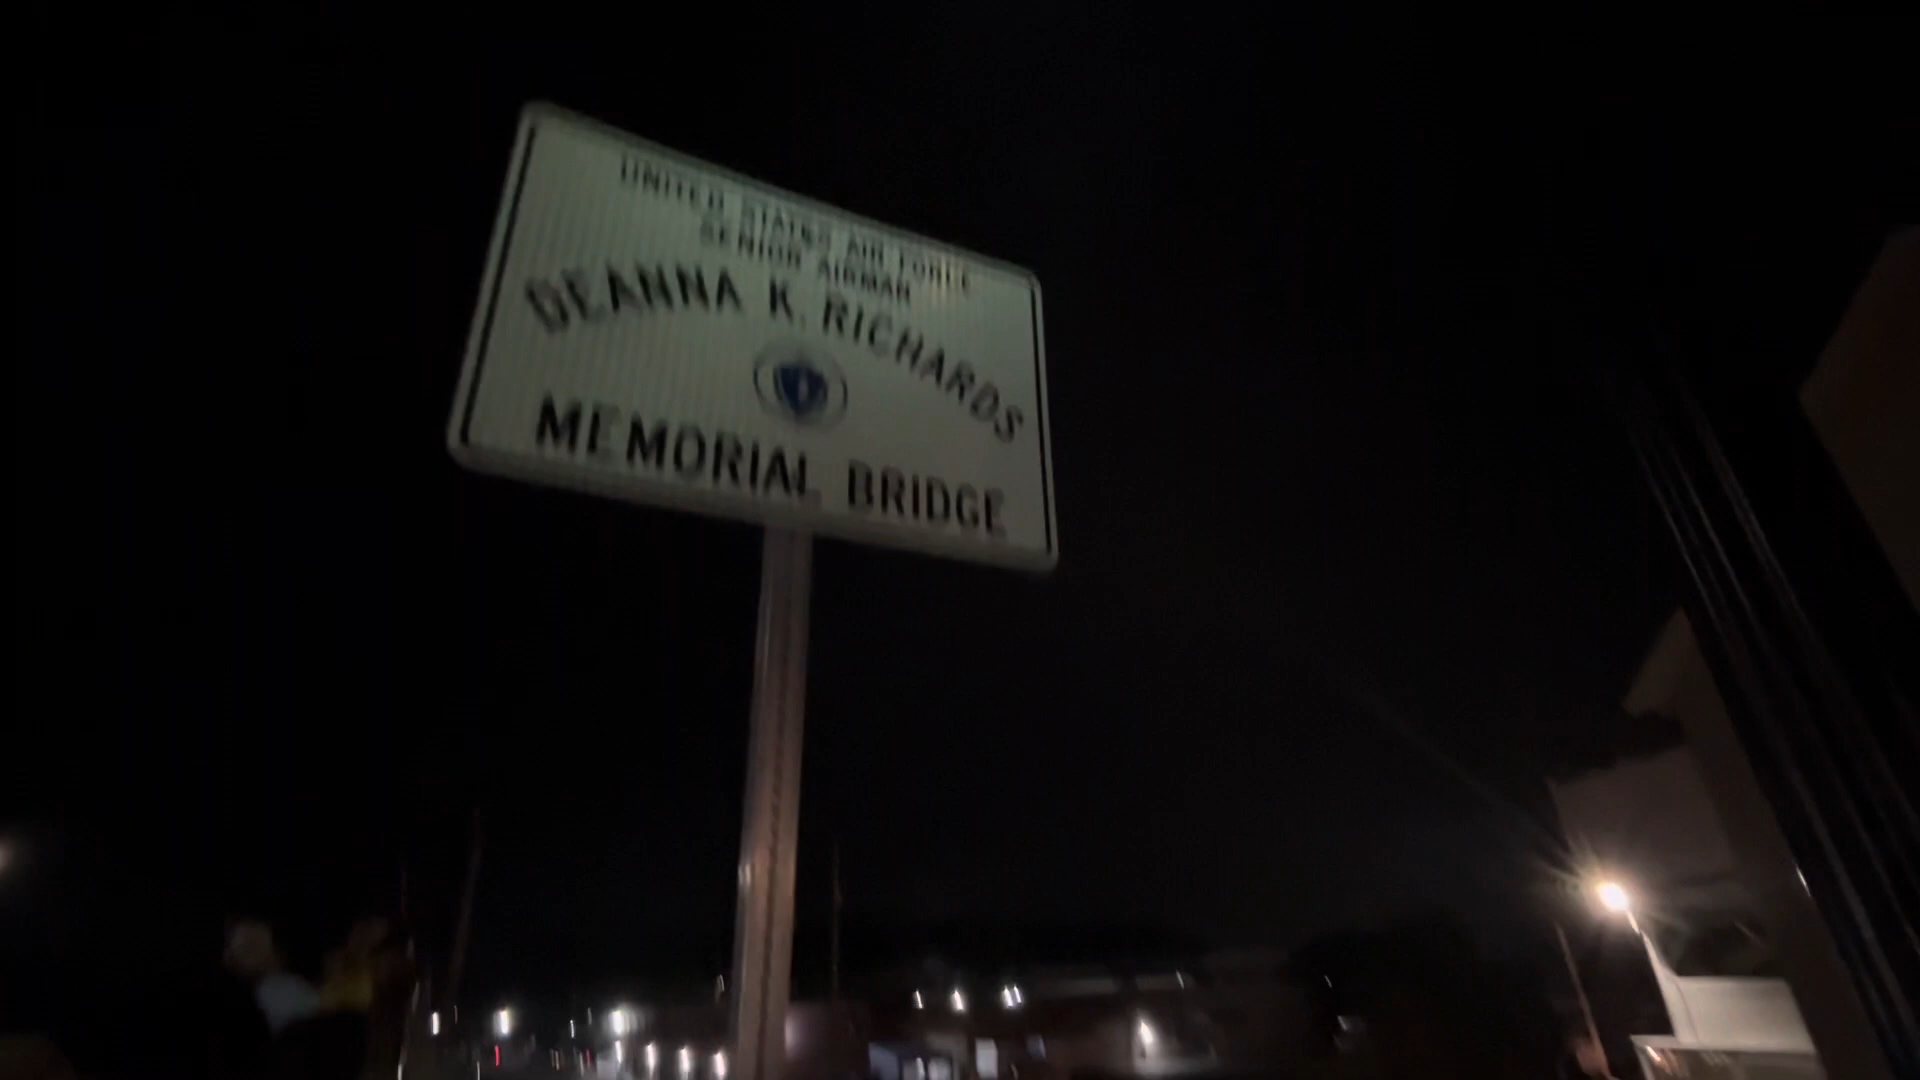 UNITED STATES AIR FORCE
SENIOR AIRMAN
DEANNA K. RICHARDS
MEMORIAL BRIDGE